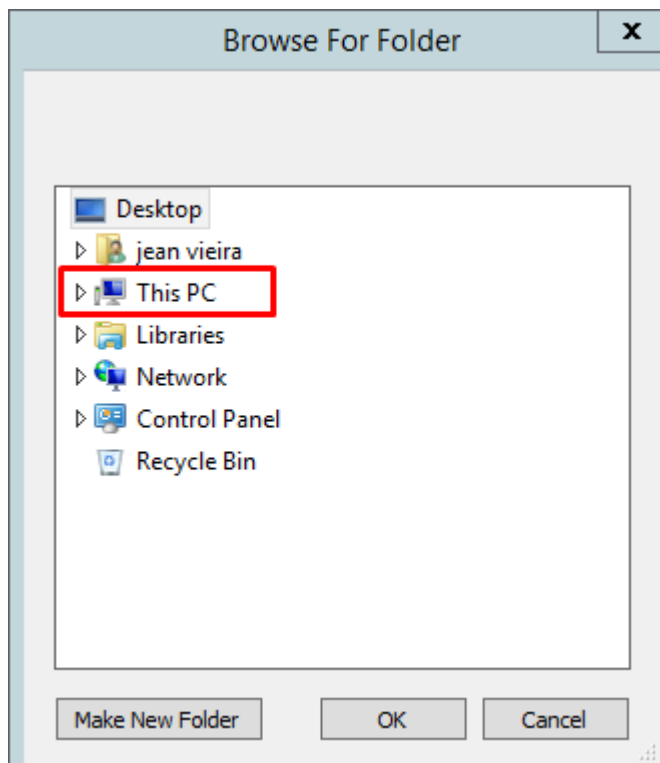 Browse For Folder
x
Desktop
jean vieira
This PC
Libraries
Network
Control Panel
Recycle Bin
Make New Folder
OK
Cancel